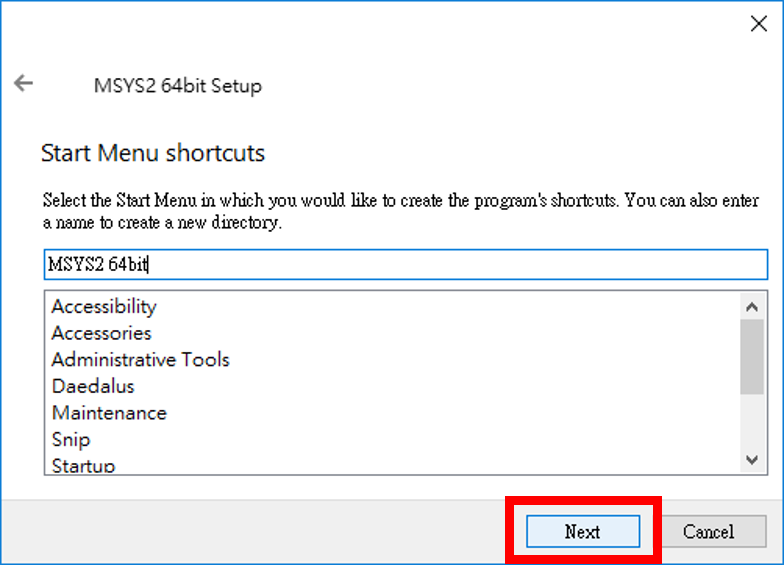 MSYS2 64bit Setup
Start Menu shortcuts
Select the Start Menu in which you would like to create the program's shortcuts. You can also enter
a name to create a new directory.
MSYS2 64bit
Accessibility
Accessories
Administrative Tools
Daedalus
Maintenance
Snip
Startup
Next
Cancel